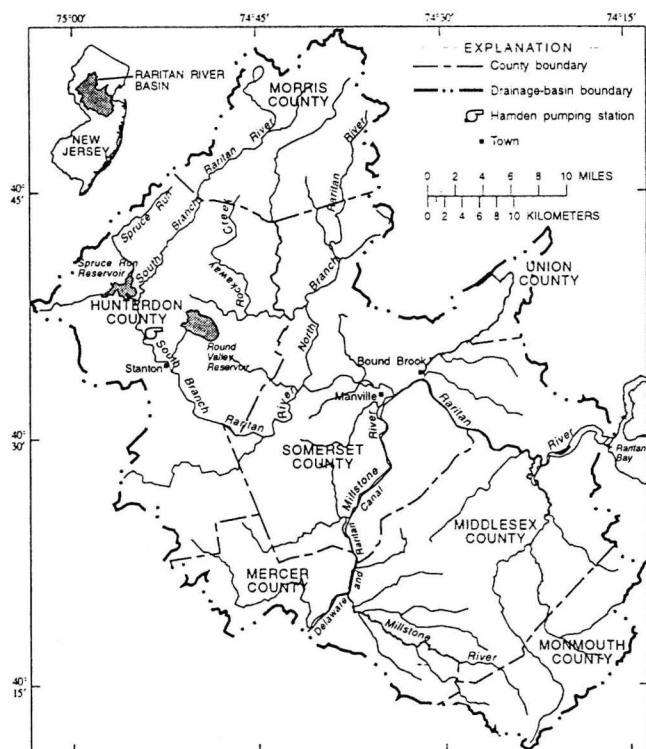 75°00'
74°45'
74°30'
74°15'
EXPLANATION
County boundary
Drainage-basin boundary
Hamden pumping station
Town
0 2 4 6 8 10 MILES
0 2 4 6 8 10 KILOMETERS
RARITAN RIVER
BASIN
NEW
JERSEY
MORRIS
COUNTY
40°
45'
South Branch Raritan River
Spruce Run
Rockaway Creek
North Branch Raritan River
Spruce Run
Reservoir
HUNTERDON
COUNTY
UNION
COUNTY
Round
Valley
Reservoir
Stanton
South Branch Raritan River
Bound Brook
Manville
40°
30'
Raritan River
Raritan
Bay
SOMERSET
COUNTY
Millstone River
Delaware and Raritan Canal
MIDDLESEX
COUNTY
MERCER
COUNTY
Millstone River
MONMOUTH
COUNTY
40°
15'